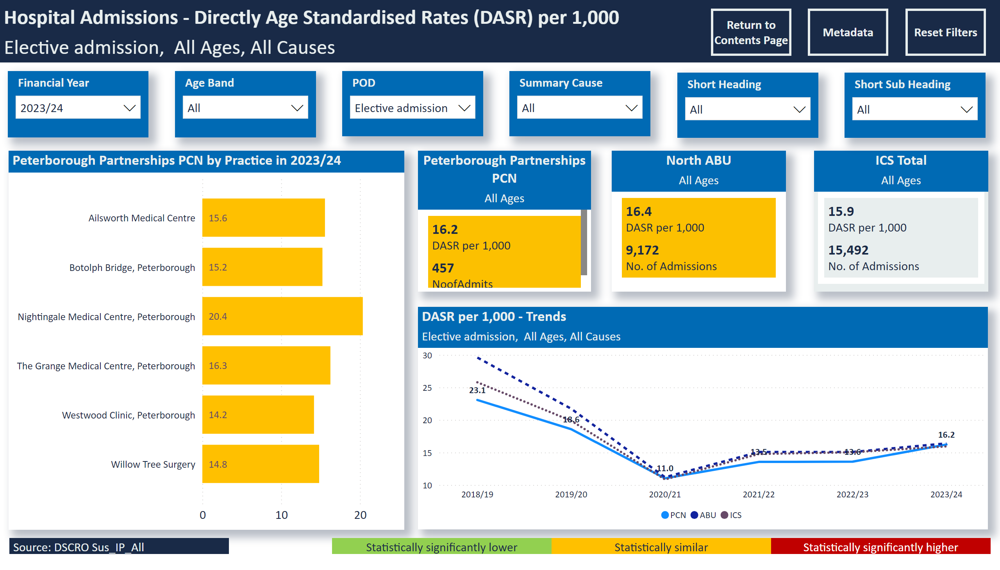 Hospital Admissions - Directly Age Standardised Rates (DASR) per 1,000
Elective admission,  All Ages, All Causes
Return to
Contents Page
Metadata
Reset Filters
Financial Year
2023/24
Age Band
All
POD
Elective admission
Summary Cause
All
Short Heading
All
Short Sub Heading
All
Peterborough Partnerships PCN by Practice in 2023/24
Ailsworth Medical Centre
15.6
Botolph Bridge, Peterborough
15.2
Nightingale Medical Centre, Peterborough
20.4
The Grange Medical Centre, Peterborough
16.3
Westwood Clinic, Peterborough
14.2
Willow Tree Surgery
14.8
0
10
20
Peterborough Partnerships
PCN
All Ages
16.2
DASR per 1,000
457
NoofAdmits
North ABU
All Ages
16.4
DASR per 1,000
9,172
No. of Admissions
ICS Total
All Ages
15.9
DASR per 1,000
15,492
No. of Admissions
DASR per 1,000 - Trends
Elective admission,  All Ages, All Causes
30
25
20
15
10
23.1
18.6
11.0
13.5
13.6
16.2
2018/19
2019/20
2020/21
2021/22
2022/23
2023/24
PCN
ABU
ICS
Source: DSCRO Sus_IP_All
Statistically significantly lower
Statistically similar
Statistically significantly higher